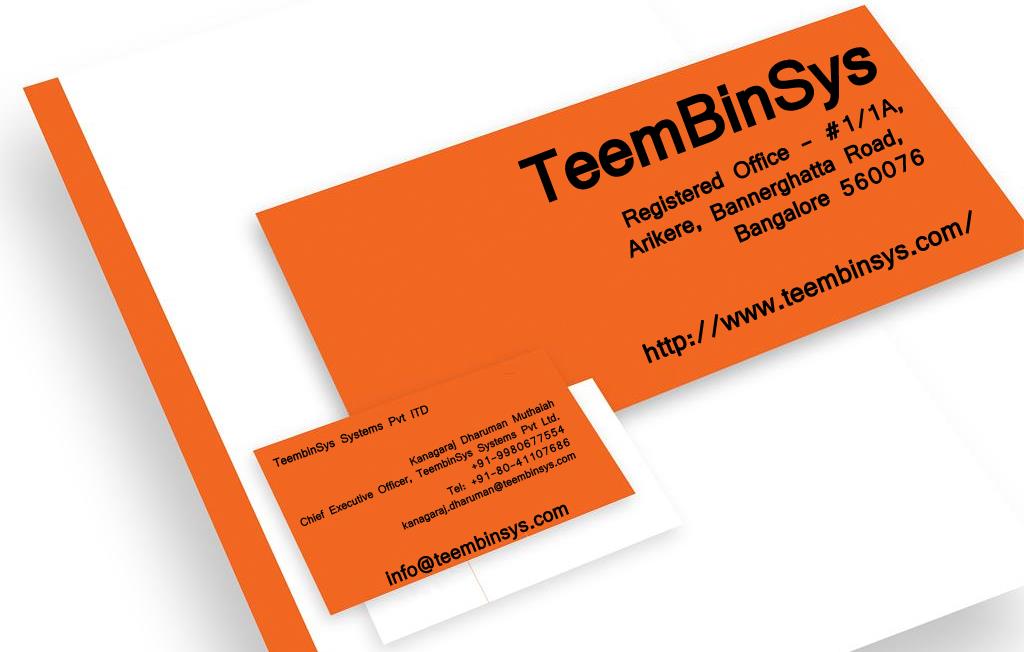 TeemBinSys
Registered Office - #1/1A,
Arikere, Bannerghatta Road,
Bangalore 560076
http://www.teembinsys.com/
TeembinSys Systems Pvt lTD
Kanagaraj Dharuman Muthaiah
Chief Executive Officer, TeembinSys Systems Pvt Ltd.
+91-9980677554
Tel: +91-80-41107686
kanagaraj.dharuman@teembinsys.com
info@teembinsys.com